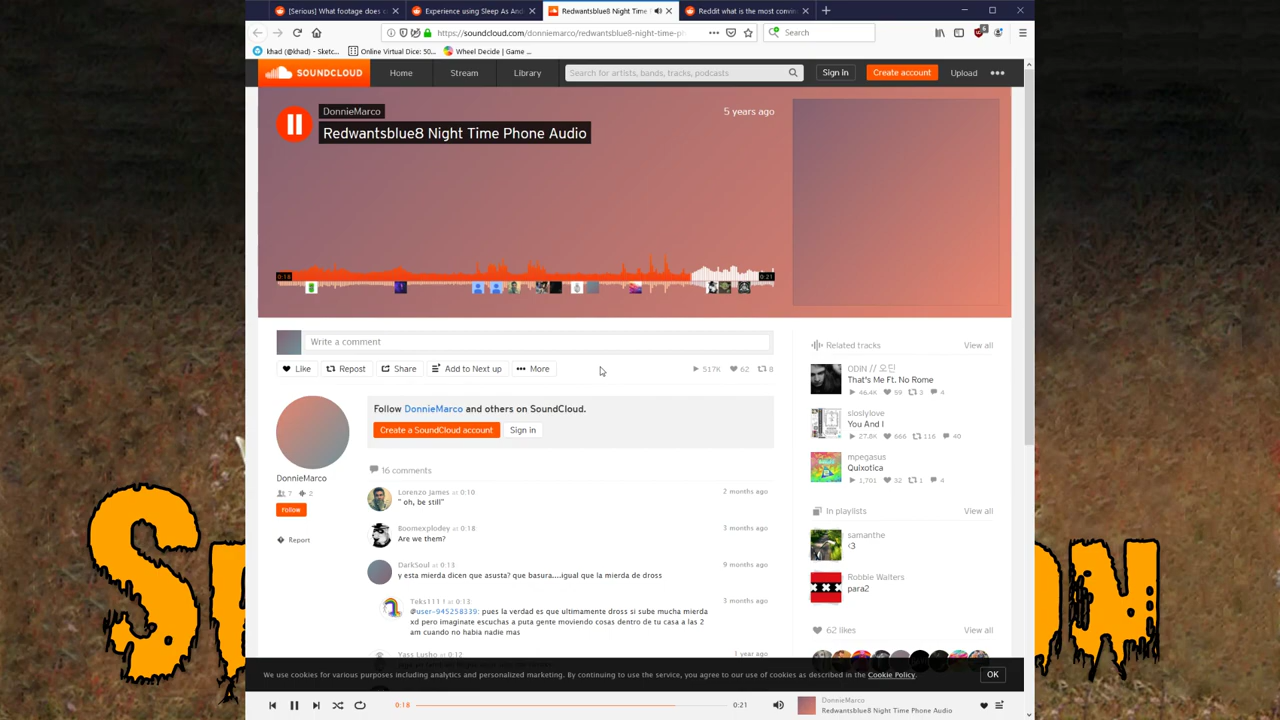 [Serious] What footage does c
Experience using Sleep As And
Redwantsblue8 Night Time
Reddit what is the most convin
https://soundcloud.com/donniemarco/redwantsblue8-night-time-ph
Search
khad (@khad) - Sketc...
Online Virtual Dice: 50...
Wheel Decide | Game ...
SOUNDCLOUD
Home
Stream
Library
Search for artists, bands, tracks, podcasts
Sign in
Create account
Upload
DonnieMarco
5 years ago
Redwantsblue8 Night Time Phone Audio
0:18
0:21
Write a comment
Like
Repost
Share
Add to Next up
More
517K
62
8
Follow DonnieMarco and others on SoundCloud.
Create a SoundCloud account
Sign in
DonnieMarco
7
2
Follow
Report
16 comments
Lorenzo James at 0:10
2 months ago
" oh, be still"
Boomexplodey at 0:18
3 months ago
Are we them?
DarkSoul at 0:13
9 months ago
y esta mierda dicen que asusta? que basura....igual que la mierda de dross
Teks111 ! at 0:13:
3 months ago
@user-945258339: pues la verdad es que ultimamente dross si sube mucha mierda
xd pero imaginate escuchas a puta gente moviendo cosas dentro de tu casa a las 2
am cuando no habia nadie mas
Yass Lusho at 0:12
1 year ago
Related tracks
View all
ODIN // 오딘
That's Me Ft. No Rome
46.4K
69
3
4
sloslylove
You And I
27.8K
666
116
40
mpegasus
Quixotica
1,701
32
1
4
In playlists
View all
samanthe
<3
Robbie Walters
para2
62 likes
View all
We use cookies for various purposes including analytics and personalized marketing. By continuing to use the service, you agree to our use of cookies as described in the Cookie Policy.
OK
0:18
0:21
DonnieMarco
Redwantsblue8 Night Time Phone Audio